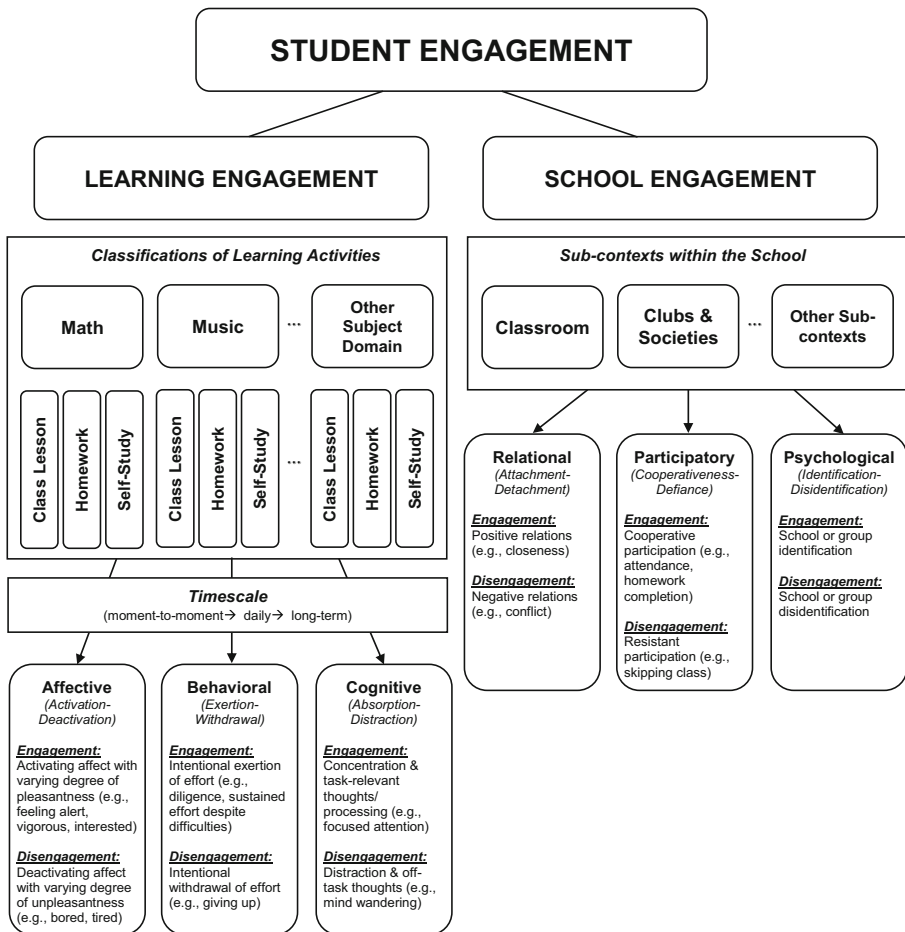 STUDENT ENGAGEMENT
LEARNING ENGAGEMENT
SCHOOL ENGAGEMENT
Classifications of Learning Activities
Math
Music
...
Other
Subject
Domain
Class Lesson
Homework
Self-Study
Class Lesson
Homework
Self-Study
...
Class Lesson
Homework
Self-Study
Timescale
(moment-to-moment→ daily→ long-term)
Affective
(Activation-
Deactivation)
Engagement:
Activating affect with
varying degree of
pleasantness (e.g.,
feeling alert,
vigorous, interested)
Disengagement:
Deactivating affect
with varying degree
of unpleasantness
(e.g., bored, tired)
Behavioral
(Exertion-
Withdrawal)
Engagement:
Intentional exertion
of effort (e.g.,
diligence, sustained
effort despite
difficulties)
Disengagement:
Intentional
withdrawal of effort
(e.g., giving up)
Cognitive
(Absorption-
Distraction)
Engagement:
Concentration &
task-relevant
thoughts/
processing (e.g.,
focused attention)
Disengagement:
Distraction & off-
task thoughts (e.g.,
mind wandering)
Sub-contexts within the School
Classroom
Clubs &
Societies
...
Other Sub-
contexts
Relational
(Attachment-
Detachment)
Engagement:
Positive relations
(e.g., closeness)
Disengagement:
Negative relations
(e.g., conflict)
Participatory
(Cooperativeness-
Defiance)
Engagement:
Cooperative
participation (e.g.,
attendance,
homework
completion)
Disengagement:
Resistant
participation (e.g.,
skipping class)
Psychological
(Identification-
Disidentification)
Engagement:
School or group
identification
Disengagement:
School or group
disidentification